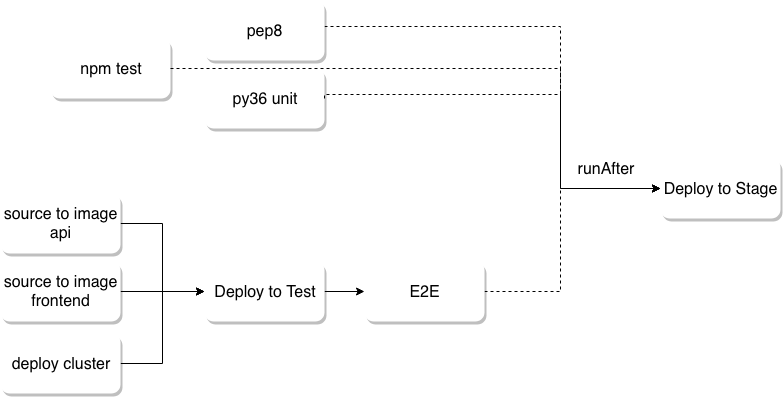 pep8
npm test
py36 unit
runAfter
Deploy to Stage
source to image
api
source to image
frontend
Deploy to Test
E2E
deploy cluster